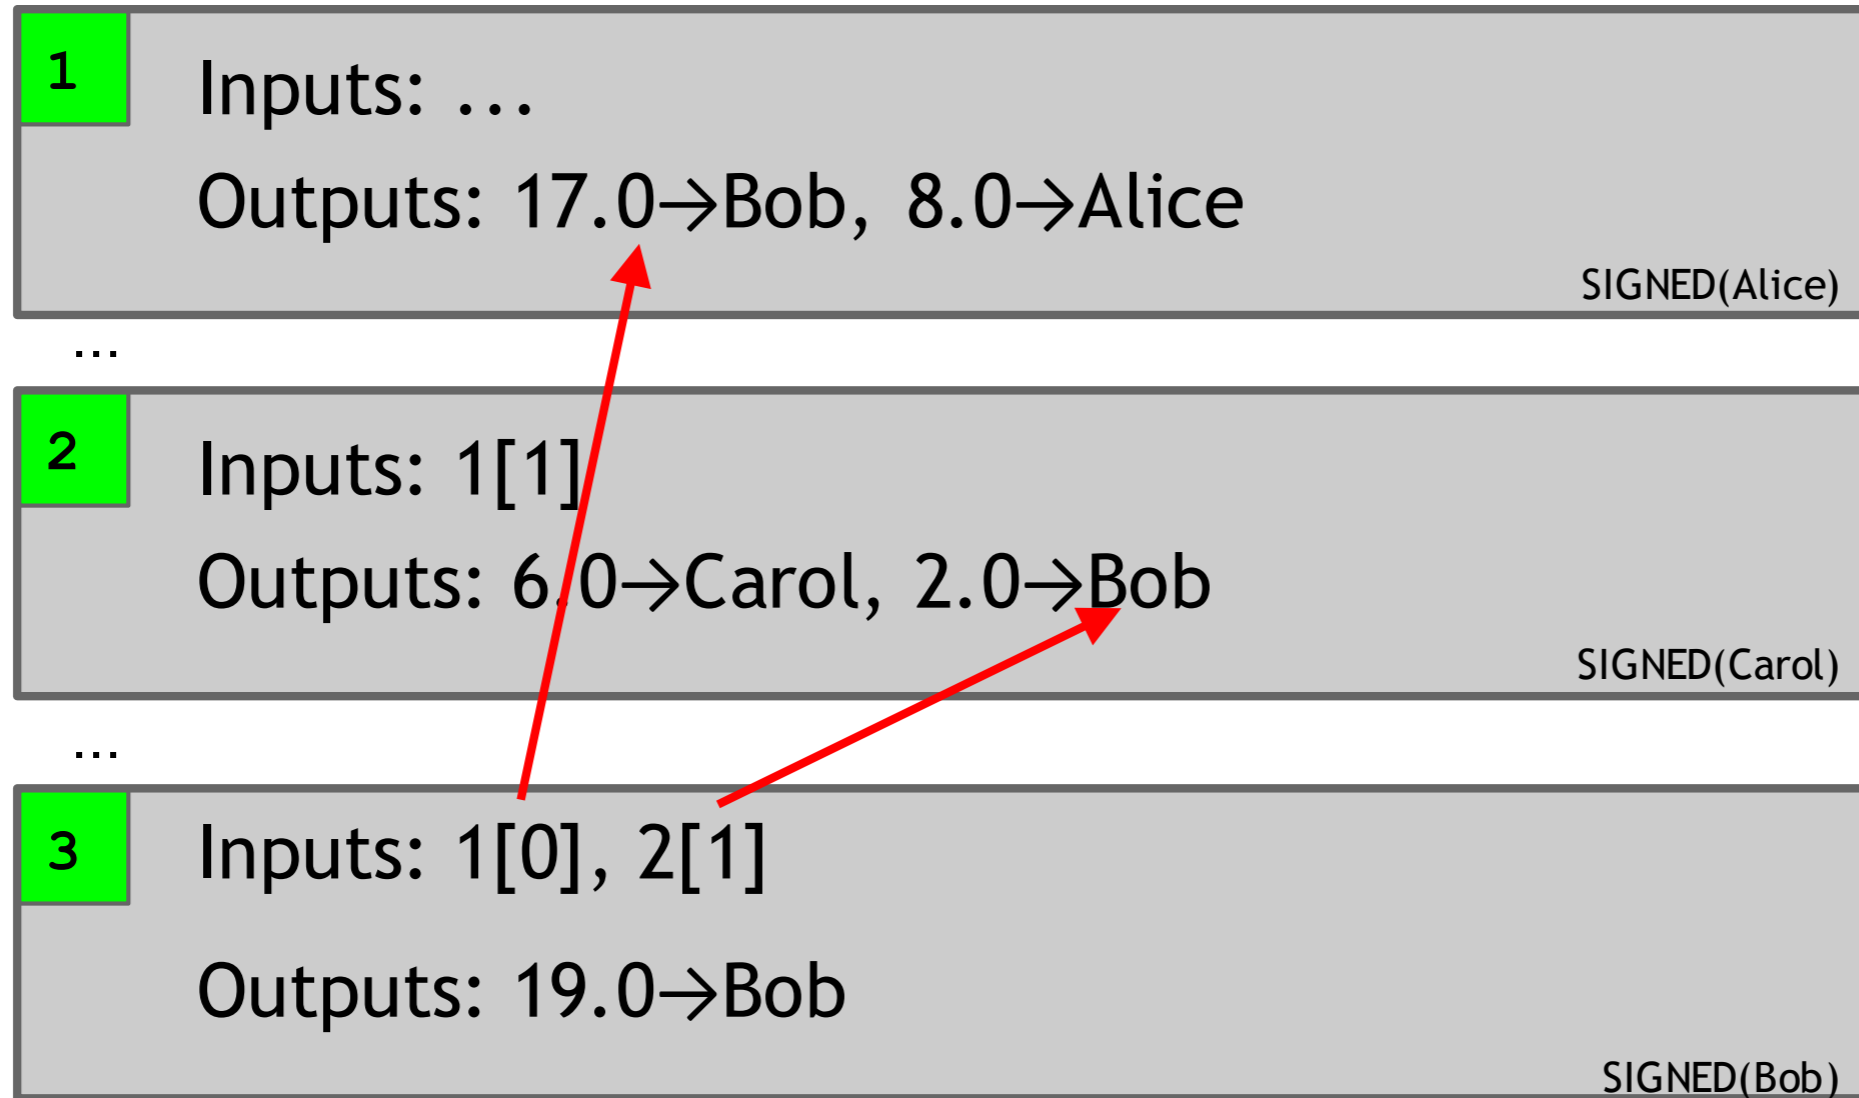 1
Inputs: ...
Outputs: 17.0→Bob, 8.0→Alice
SIGNED(Alice)
...
2
Inputs: 1[1]
Outputs: 6.0→Carol, 2.0→Bob
SIGNED(Carol)
...
3
Inputs: 1[0], 2[1]
Outputs: 19.0→Bob
SIGNED(Bob)